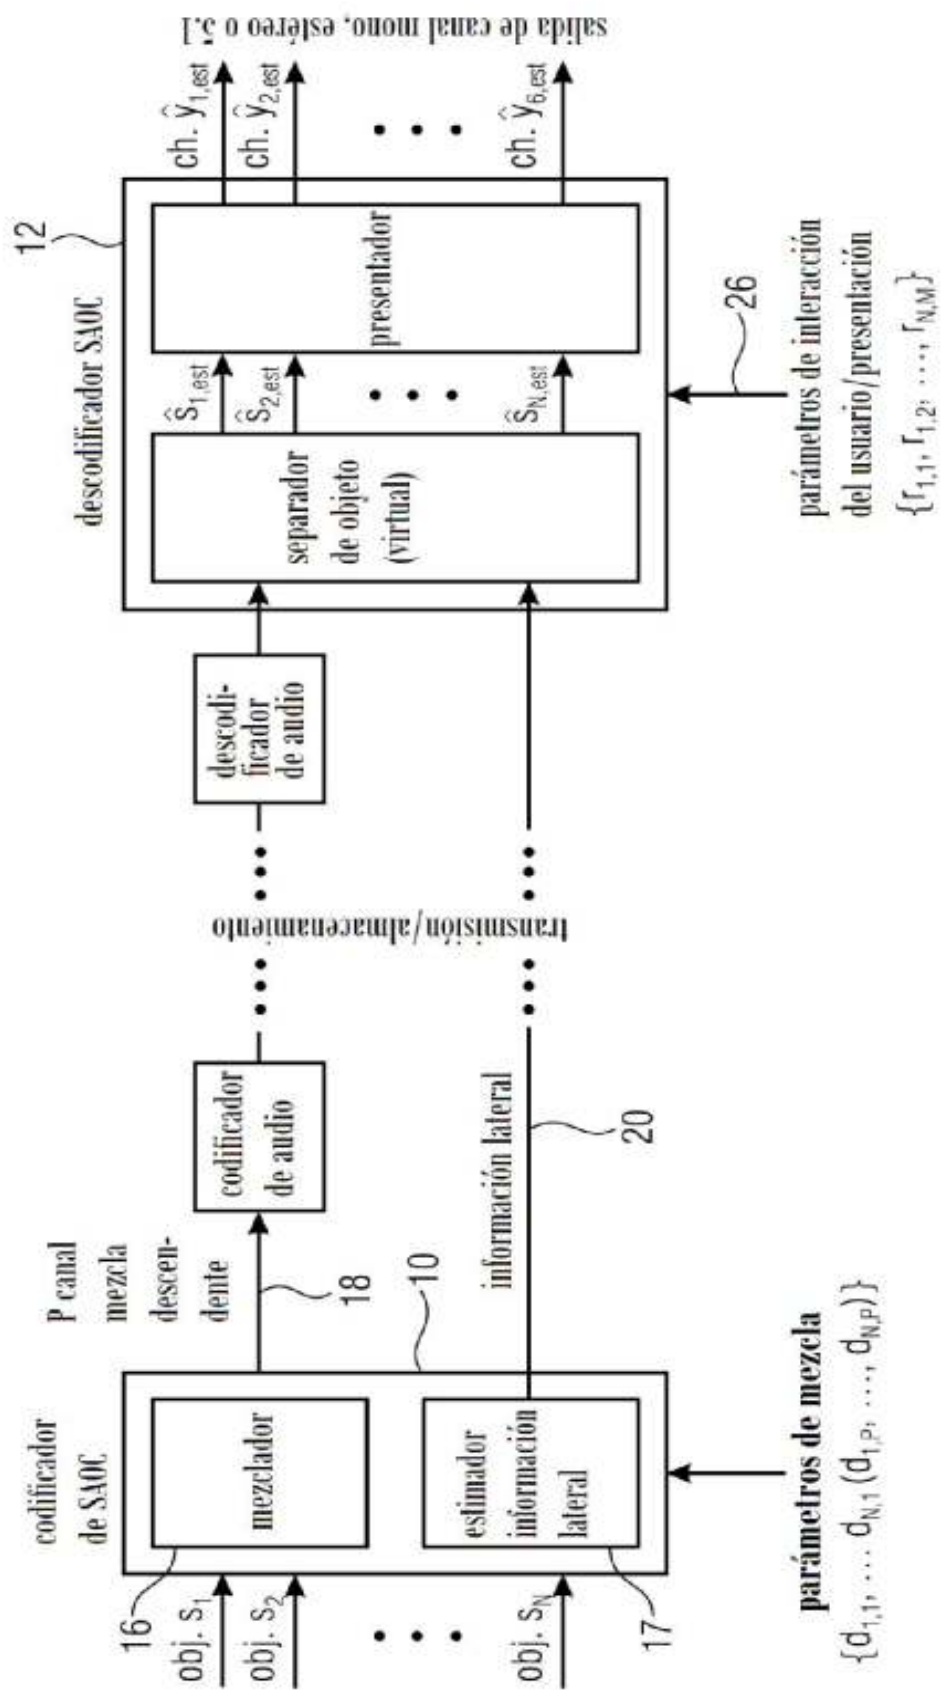 codificador
de SAOC
P canal
mezcla
descen-
dente
16
obj. s1
obj. s2
obj. sN
mezclador
estimador
información
lateral
17
10
18
codificador
de audio
información lateral
20
parámetros de mezcla
{d1,1, ... dN,1 (d1,P, ..., dN,P)}
transmisión/almacenamiento
descodi-
ficador
de audio
descodificador SAOC
12
separador
de objeto
(virtual)
ŝ1,est
ŝ2,est
ŝN,est
presentador
ch. ŷ1,est
ch. ŷ2,est
ch. ŷ6,est
salida de canal mono, estéreo o 5.1
26
parámetros de interacción
del usuario/presentación
{r1,1, r1,2, ..., rN,M}